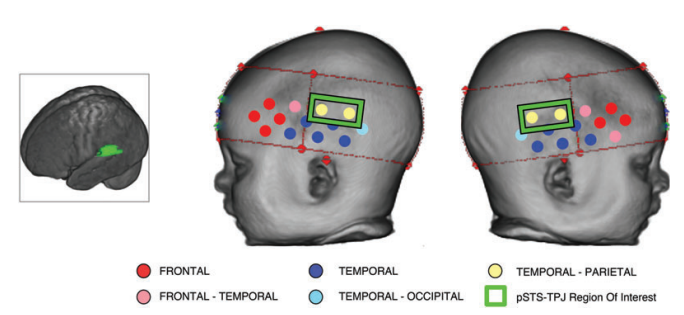 FRONTAL
TEMPORAL
TEMPORAL - PARIETAL
FRONTAL - TEMPORAL
TEMPORAL - OCCIPITAL
pSTS-TPJ Region Of Interest